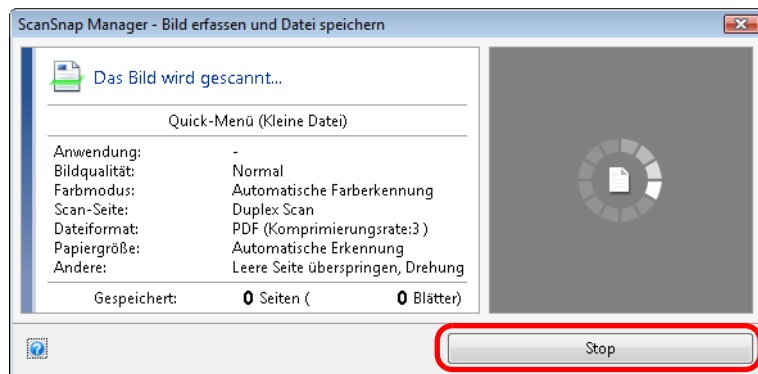 ScanSnap Manager - Bild erfassen und Datei speichern
Das Bild wird gescannt...
Quick-Menü (Kleine Datei)
Anwendung: -
Bildqualität: Normal
Farbmodus: Automatische Farberkennung
Scan-Seite: Duplex Scan
Dateiformat: PDF (Komprimierungsrate:3 )
Papiergröße: Automatische Erkennung
Andere: Leere Seite überspringen, Drehung
Gespeichert: 0 Seiten ( 0 Blätter)
Stop